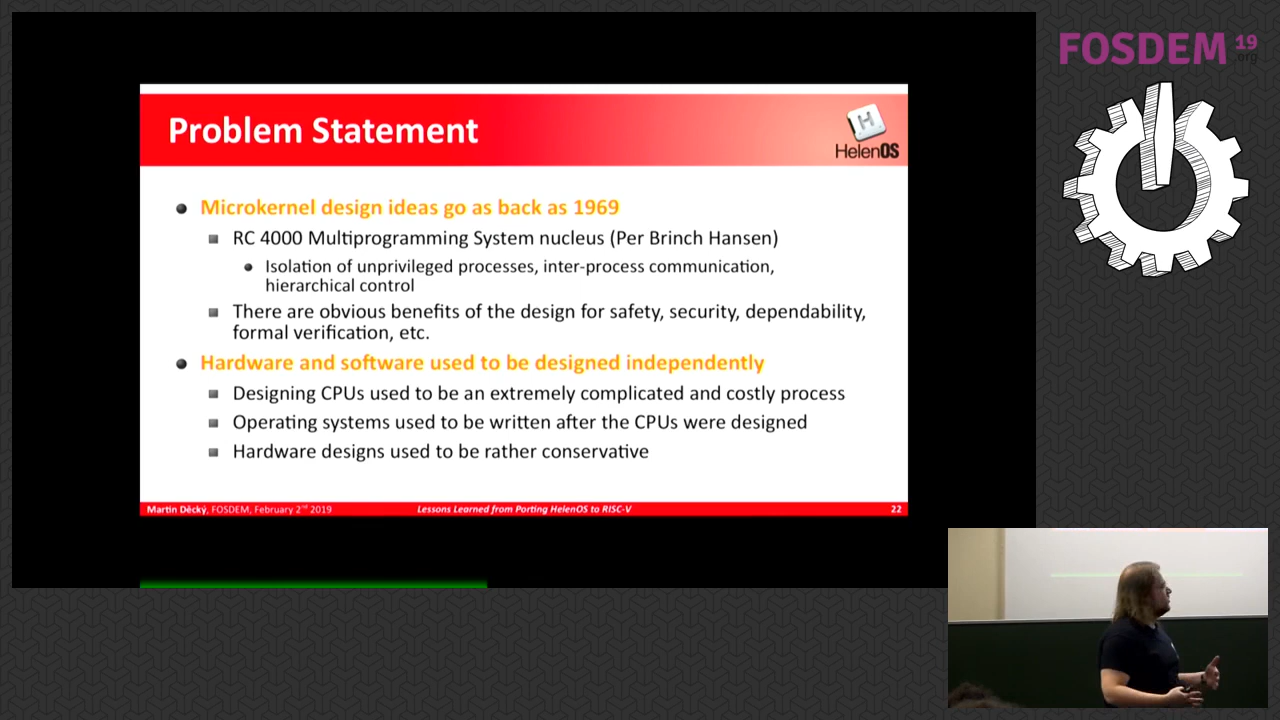 FOSDEM 19
.org
Problem Statement
H
HelenOS
Microkernel design ideas go as back as 1969
RC 4000 Multiprogramming System nucleus (Per Brinch Hansen)
Isolation of unprivileged processes, inter-process communication,
hierarchical control
There are obvious benefits of the design for safety, security, dependability,
formal verification, etc.
Hardware and software used to be designed independently
Designing CPUs used to be an extremely complicated and costly process
Operating systems used to be written after the CPUs were designed
Hardware designs used to be rather conservative
Martin Děcký, FOSDEM, February 2nd 2019 Lessons Learned from Porting HelenOS to RISC-V 22